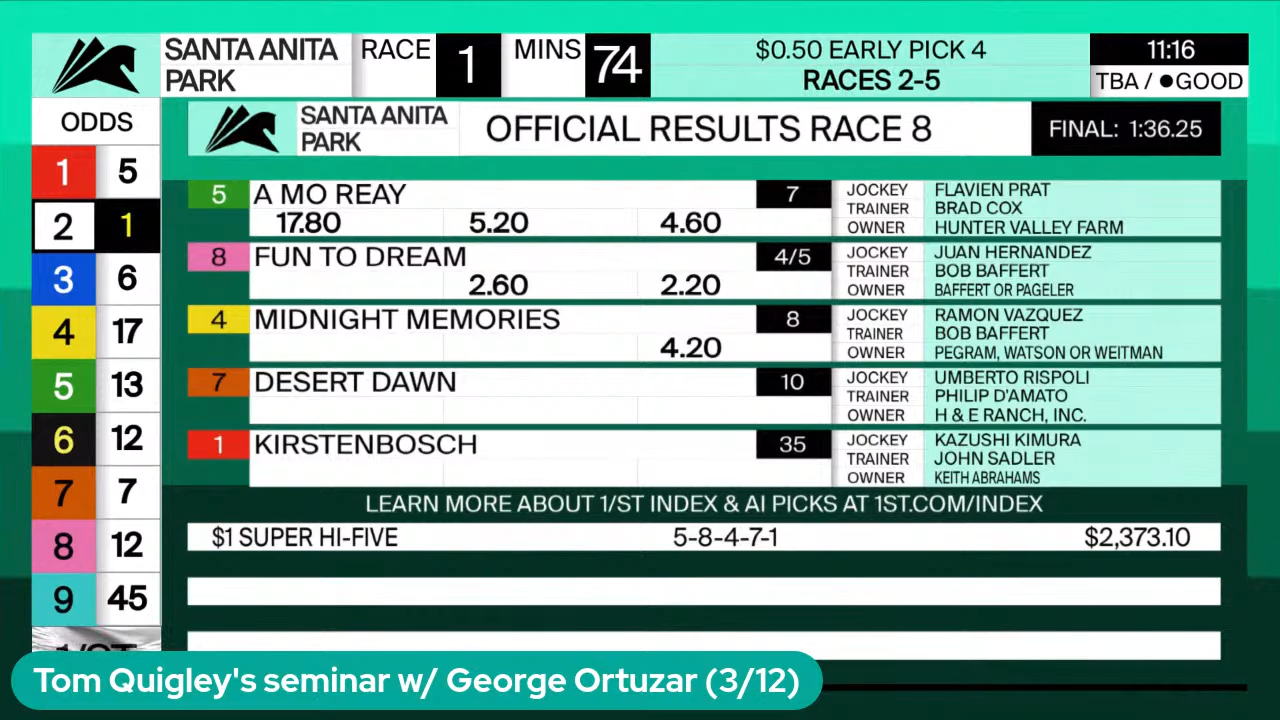 SANTA ANITA PARK RACE 1 MINS 74 $0.50 EARLY PICK 4 RACES 2-5 11:16 TBA / ●GOOD
ODDS
1 5
2 1
3 6
4 17
5 13
6 12
7 7
8 12
9 45
SANTA ANITA PARK OFFICIAL RESULTS RACE 8 FINAL: 1:36.25
5 A MO REAY 7 JOCKEY FLAVIEN PRAT
TRAINER BRAD COX
17.80 5.20 4.60 OWNER HUNTER VALLEY FARM
8 FUN TO DREAM 4/5 JOCKEY JUAN HERNANDEZ
TRAINER BOB BAFFERT
2.60 2.20 OWNER BAFFERT OR PAGELER
4 MIDNIGHT MEMORIES 8 JOCKEY RAMON VAZQUEZ
TRAINER BOB BAFFERT
4.20 OWNER PEGRAM, WATSON OR WEITMAN
7 DESERT DAWN 10 JOCKEY UMBERTO RISPOLI
TRAINER PHILIP D'AMATO
OWNER H & E RANCH, INC.
1 KIRSTENBOSCH 35 JOCKEY KAZUSHI KIMURA
TRAINER JOHN SADLER
OWNER KEITH ABRAHAMS
LEARN MORE ABOUT 1/ST INDEX & AI PICKS AT 1ST.COM/INDEX
$1 SUPER HI-FIVE 5-8-4-7-1 $2,373.10
Tom Quigley's seminar w/ George Ortuzar (3/12)